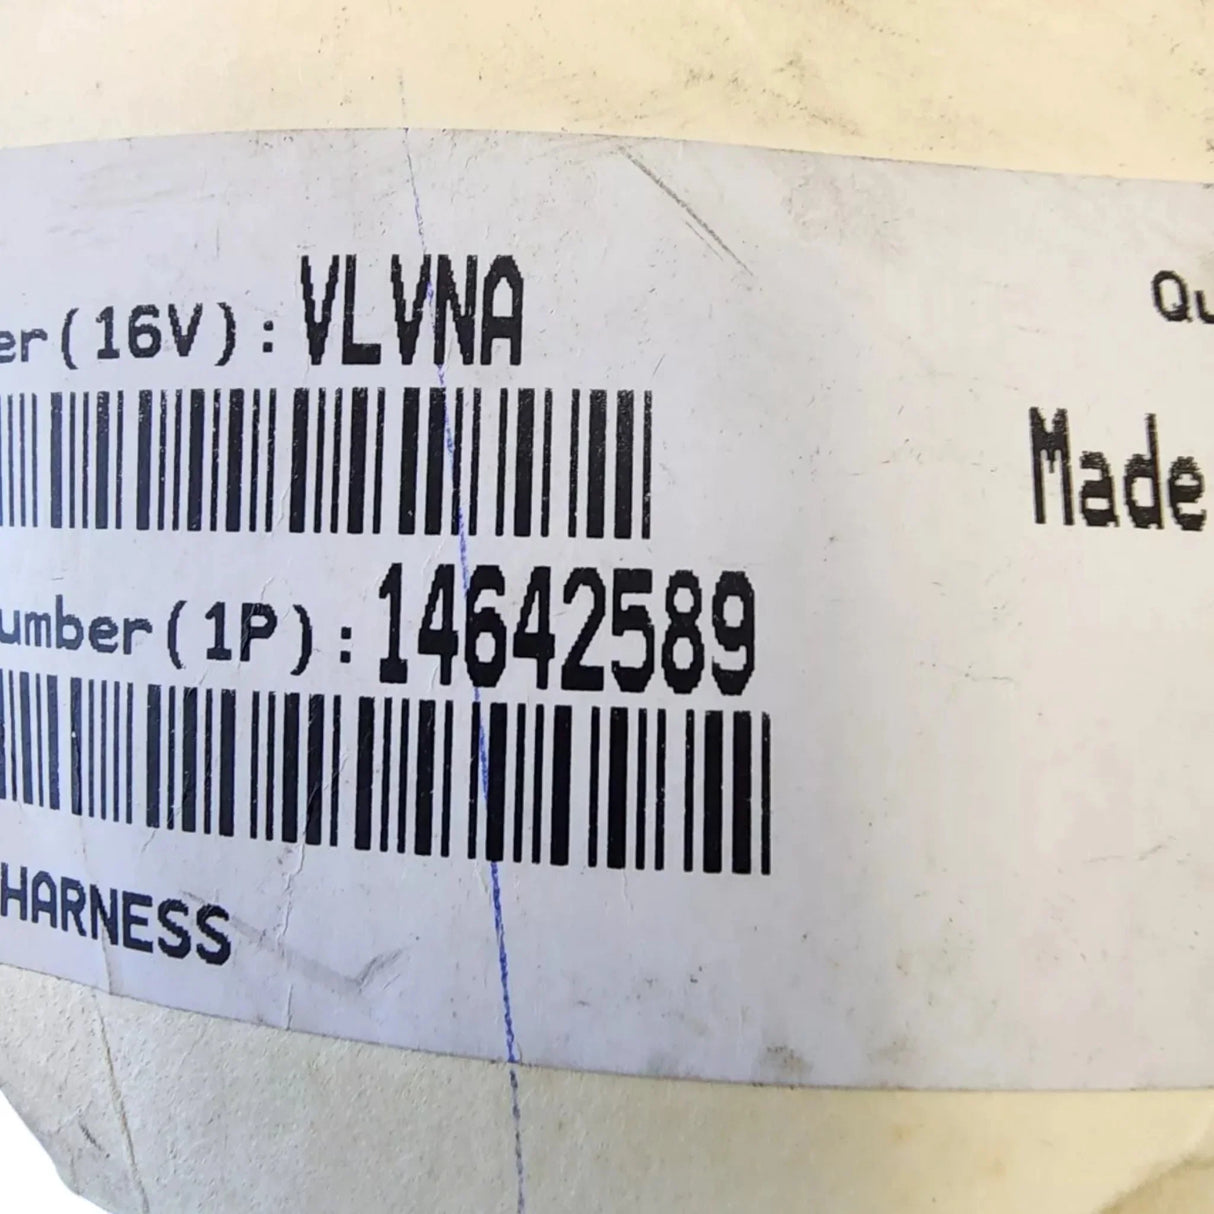 er(16V): VLVNA
Qu
Made
umber(1P): 14642589
HARNESS